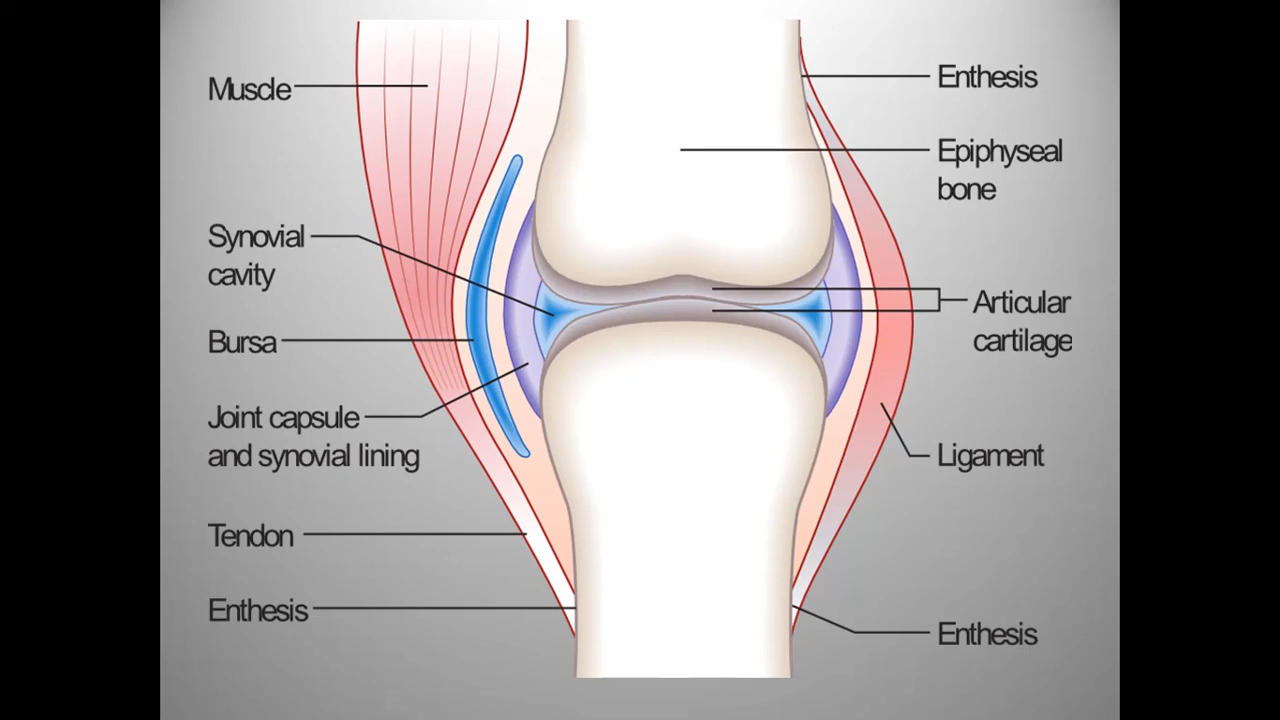 Muscle
Synovial
cavity
Bursa
Joint capsule
and synovial lining
Tendon
Enthesis
Enthesis
Epiphyseal
bone
Articular
cartilage
Ligament
Enthesis